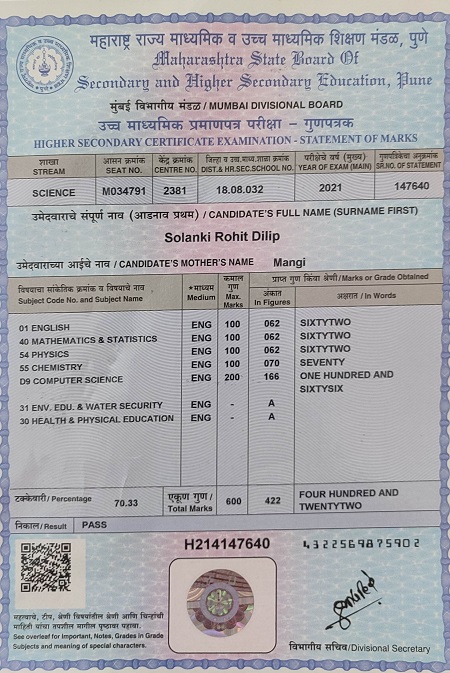 महाराष्ट्र राज्य माध्यमिक व उच्च माध्यमिक शिक्षण मंडळ, पुणे
Maharashtra State Board Of
Secondary and Higher Secondary Education, Pune
मुंबई विभागीय मंडळ / MUMBAI DIVISIONAL BOARD
उच्च माध्यमिक प्रमाणपत्र परीक्षा - गुणपत्रक
HIGHER SECONDARY CERTIFICATE EXAMINATION - STATEMENT OF MARKS
शाखा आसन क्रमांक केंद्र क्रमांक जिल्हा व उच्च.माध्य.शाळा क्रमांक परीक्षेचे वर्ष (मुख्य) गुणपत्रिकेचा अनुक्रमांक
STREAM SEAT NO. CENTRE NO. DIST.& HR.SEC.SCHOOL NO. YEAR OF EXAM (MAIN) SR.NO. OF STATEMENT
SCIENCE M034791 2381 18.08.032 2021 147640
उमेदवाराचे संपूर्ण नाव (आडनाव प्रथम) / CANDIDATE'S FULL NAME (SURNAME FIRST)
Solanki Rohit Dilip
उमेदवाराच्या आईचे नाव / CANDIDATE'S MOTHER'S NAME Mangi
विषयाचा सांकेतिक क्रमांक व विषयाचे नाव
Subject Code No. and Subject Name
*माध्यम
Medium
कमाल
गुण
Max.
Marks
प्राप्त गुण किंवा श्रेणी / Marks or Grade Obtained
अंकात
In Figures
अक्षरात / In Words
01 ENGLISH ENG 100 062 SIXTYTWO
40 MATHEMATICS & STATISTICS ENG 100 062 SIXTYTWO
54 PHYSICS ENG 100 062 SIXTYTWO
55 CHEMISTRY ENG 100 070 SEVENTY
D9 COMPUTER SCIENCE ENG 200 166 ONE HUNDRED AND
SIXTYSIX
31 ENV. EDU. & WATER SECURITY ENG - A
30 HEALTH & PHYSICAL EDUCATION ENG - A
टक्केवारी / Percentage 70.33 एकूण गुण /
Total Marks 600 422 FOUR HUNDRED AND
TWENTYTWO
निकाल / Result PASS
H214147640 4322569875902
महत्वाचे, टीप, श्रेणी विषयांतील श्रेणी आणि चिन्हांची
माहिती यांचा तपशील मागील पृष्ठावर पहावा.
See overleaf for Important, Notes, Grades in Grade
Subjects and meaning of special characters.
विभागीय सचिव / Divisional Secretary